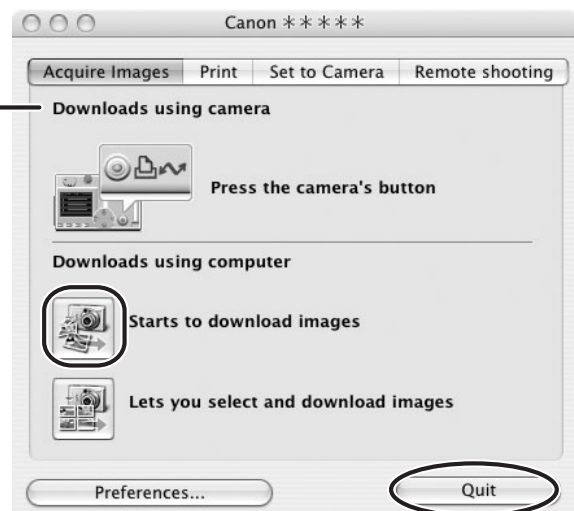 Canon ＊＊＊＊＊
Acquire Images Print Set to Camera Remote shooting
Downloads using camera
Press the camera's button
Downloads using computer
Starts to download images
Lets you select and download images
Preferences... Quit